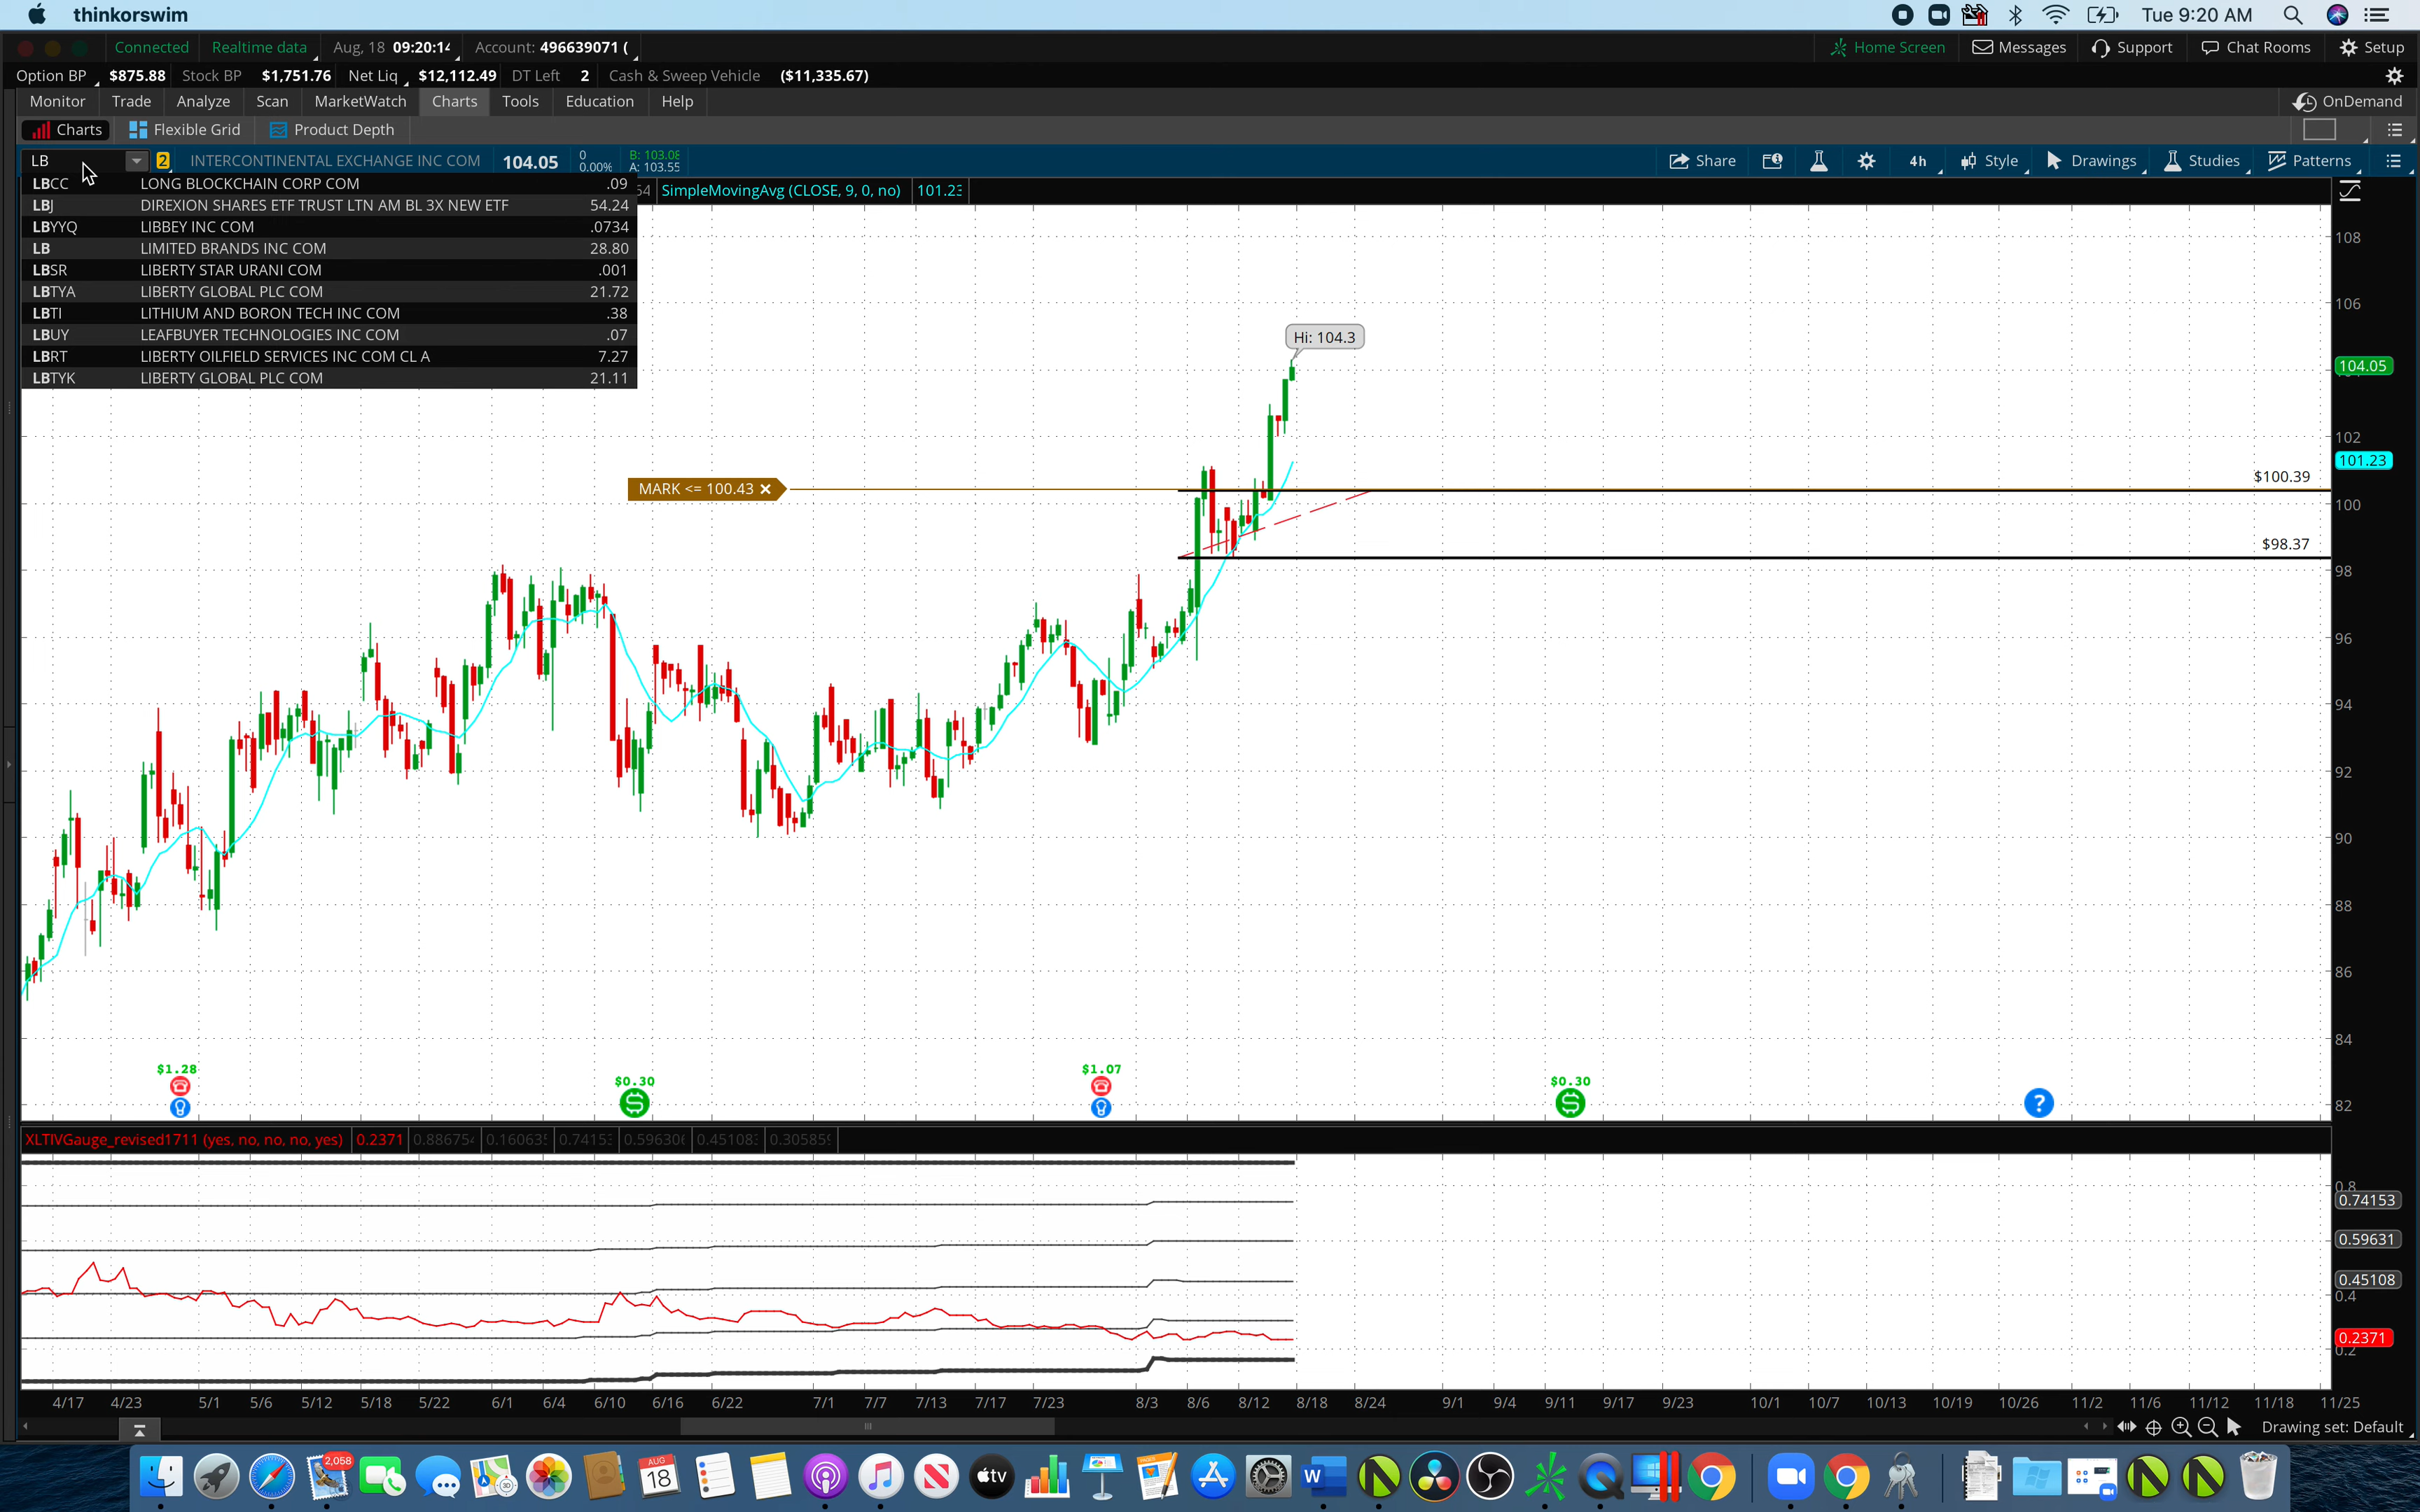 thinkorswim
Tue 9:20 AM
Connected Realtime data Aug, 18 09:20:14 Account: 496639071 (
Home Screen Messages Support Chat Rooms Setup
Option BP $875.88 Stock BP $1,751.76 Net Liq $12,112.49 DT Left 2 Cash & Sweep Vehicle ($11,335.67)
Monitor Trade Analyze Scan MarketWatch Charts Tools Education Help
OnDemand
Charts Flexible Grid Product Depth
LB 2 INTERCONTINENTAL EXCHANGE INC COM 104.05 0 0.00% B: 103.08 A: 103.55
Share 4h Style Drawings Studies Patterns
SimpleMovingAvg (CLOSE, 9, 0, no) 101.23
LBCC LONG BLOCKCHAIN CORP COM .09
LBJ DIREXION SHARES ETF TRUST LTN AM BL 3X NEW ETF 54.24
LBYYQ LIBBEY INC COM .0734
LB LIMITED BRANDS INC COM 28.80
LBSR LIBERTY STAR URANI COM .001
LBTYA LIBERTY GLOBAL PLC COM 21.72
LBTI LITHIUM AND BORON TECH INC COM .38
LBUY LEAFBUYER TECHNOLOGIES INC COM .07
LBRT LIBERTY OILFIELD SERVICES INC COM CL A 7.27
LBTYK LIBERTY GLOBAL PLC COM 21.11
108
106
Hi: 104.3
104.05
102
101.23
MARK <= 100.43
$100.39
100
$98.37
98
96
94
92
90
88
86
84
82
$1.28
$0.30
$1.07
$0.30
?
XLTIVGauge_revised1711 (yes, no, no, no, yes) 0.2371
0.8
0.74153
0.59631
0.45108
0.4
0.2371
0.2
4/17 4/23 5/1 5/6 5/12 5/18 5/22 6/1 6/4 6/10 6/16 6/22 7/1 7/7 7/13 7/17 7/23 8/3 8/6 8/12 8/18 8/24 9/1 9/4 9/11 9/17 9/23 10/1 10/7 10/13 10/19 10/26 11/2 11/6 11/12 11/18 11/25
Drawing set: Default
2,058
AUG
18
tv
W